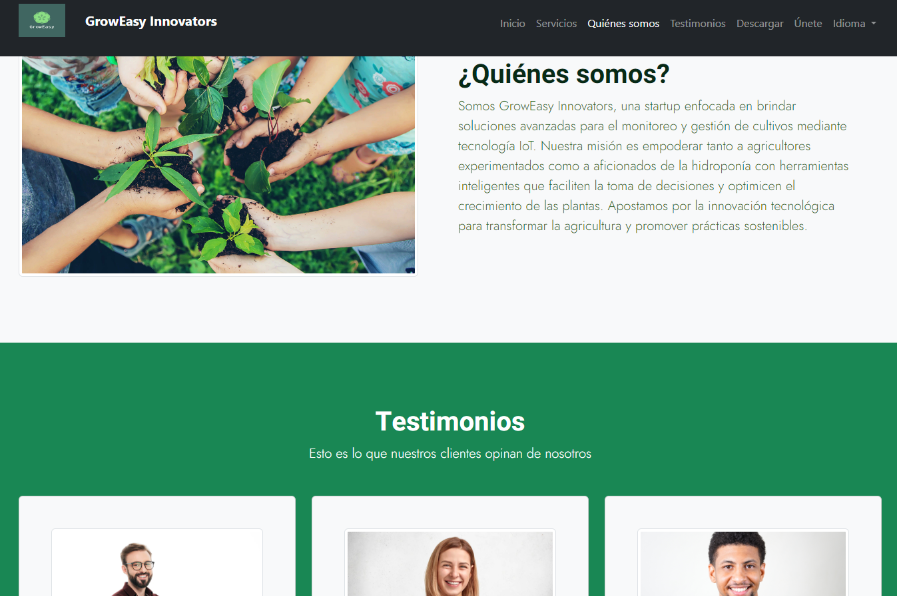 GrowEasy
GrowEasy Innovators
Inicio Servicios Quiénes somos Testimonios Descargar Únete Idioma
¿Quiénes somos?
Somos GrowEasy Innovators, una startup enfocada en brindar
soluciones avanzadas para el monitoreo y gestión de cultivos mediante
tecnología IoT. Nuestra misión es empoderar tanto a agricultores
experimentados como a aficionados de la hidroponía con herramientas
inteligentes que faciliten la toma de decisiones y optimicen el
crecimiento de las plantas. Apostamos por la innovación tecnológica
para transformar la agricultura y promover prácticas sostenibles.
Testimonios
Esto es lo que nuestros clientes opinan de nosotros